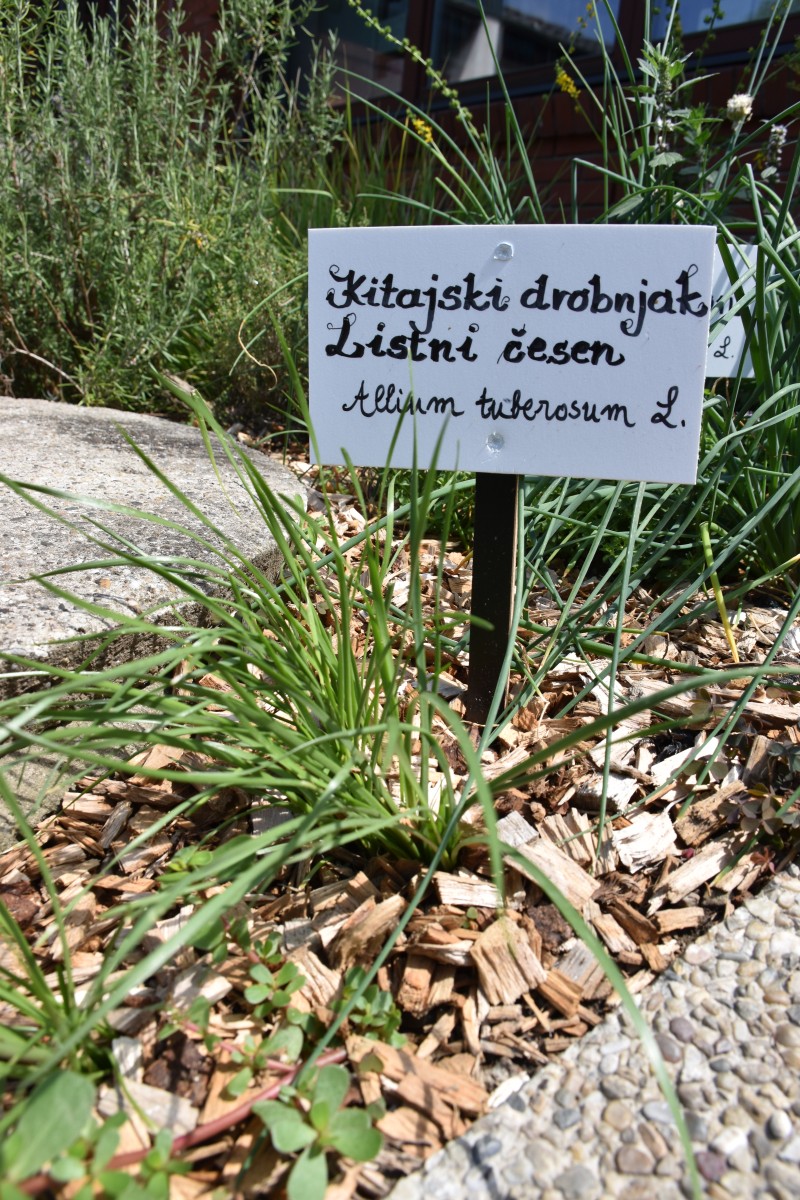 Kitajski drobnjak
Listni česen
Allium tuberosum L.
L.